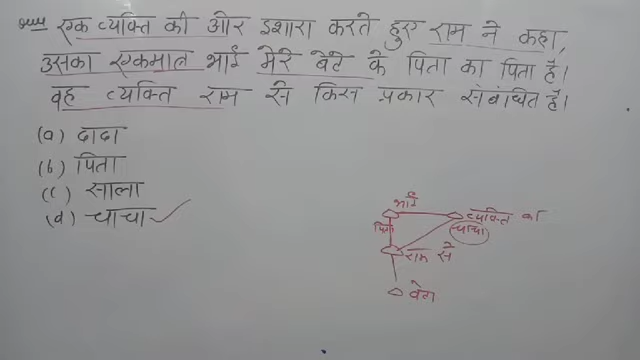 एक व्यक्ति की ओर इशारा करते हुए राम ने कहा,
उसका एकमात्र भाई मेरे बेटे के पिता का पिता है।
वह व्यक्ति राम से किस प्रकार संबंधित है।
(a) दादा
(b) पिता
(c) साला
(d) चाचा
भाई
व्यक्ति का
पिता
चाचा
राम से
बेटा